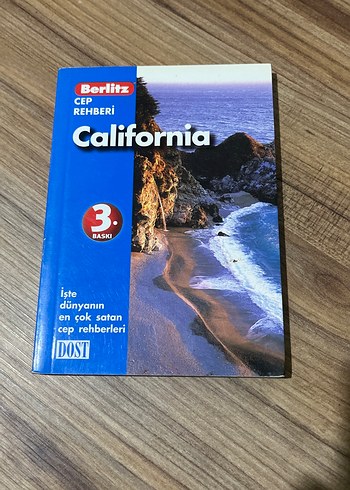 Berlitz
CEP
REHBERİ
California
3.
BASKI
İşte
dünyanın
en çok satan
cep rehberleri
DOST